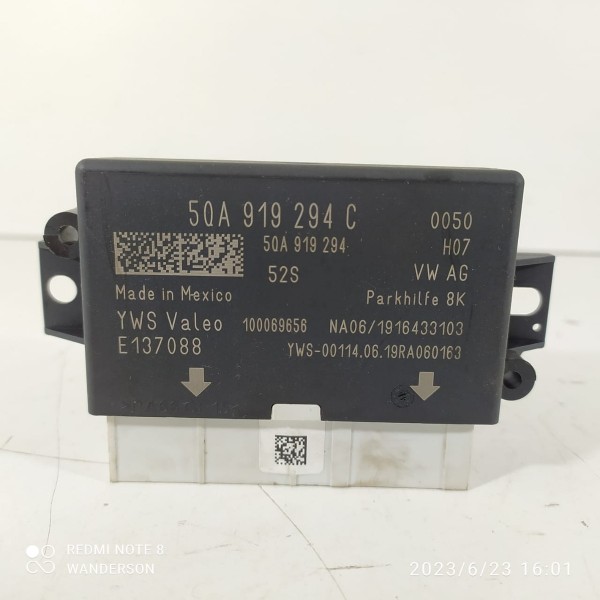 5QA 919 294 C
0050
5QA 919 294
H07
52S
VW AG
Made in Mexico
Parkhilfe 8K
YWS Valeo
100069656
NA06/1916433103
E137088
YWS-00114.06.19RA060163
REDMI NOTE 8
WANDERSON
2023/6/23 16:01